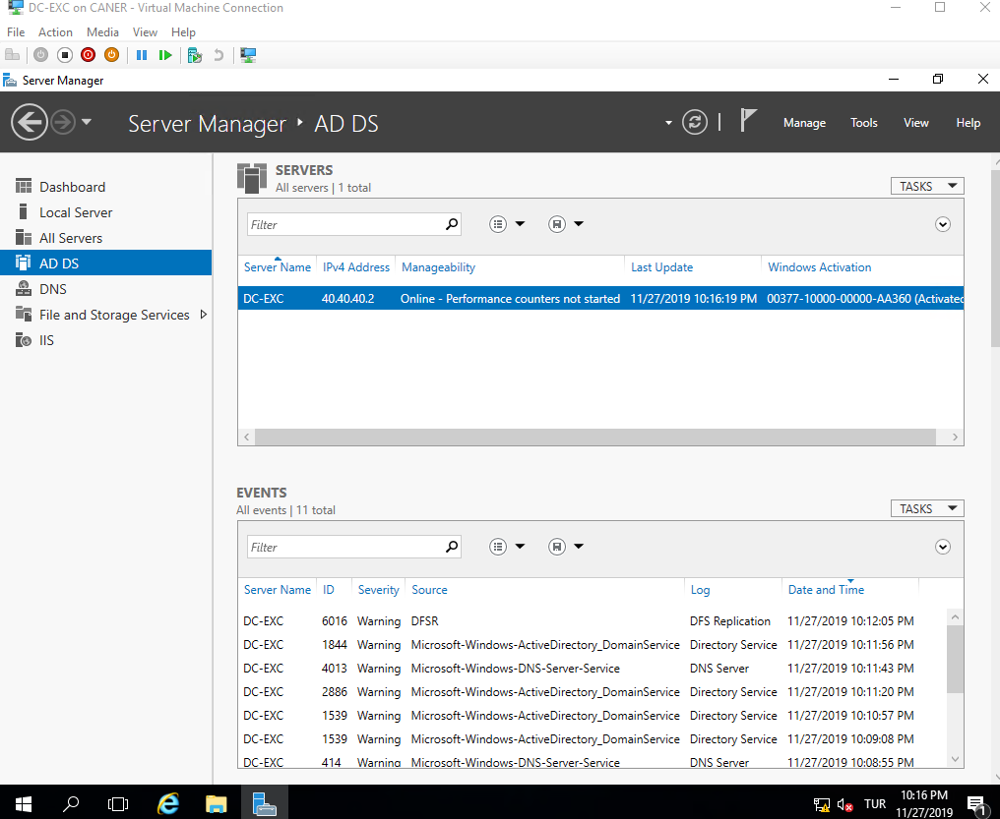 DC-EXC on CANER - Virtual Machine Connection
File Action Media View Help
Server Manager
Server Manager ‣ AD DS
Manage Tools View Help
Dashboard
Local Server
All Servers
AD DS
DNS
File and Storage Services
IIS
SERVERS
All servers | 1 total
TASKS
Filter
Server Name IPv4 Address Manageability Last Update Windows Activation
DC-EXC 40.40.40.2 Online - Performance counters not started 11/27/2019 10:16:19 PM 00377-10000-00000-AA360 (Activated
EVENTS
All events | 11 total
TASKS
Filter
Server Name ID Severity Source Log Date and Time
DC-EXC 6016 Warning DFSR DFS Replication 11/27/2019 10:12:05 PM
DC-EXC 1844 Warning Microsoft-Windows-ActiveDirectory_DomainService Directory Service 11/27/2019 10:11:56 PM
DC-EXC 4013 Warning Microsoft-Windows-DNS-Server-Service DNS Server 11/27/2019 10:11:43 PM
DC-EXC 2886 Warning Microsoft-Windows-ActiveDirectory_DomainService Directory Service 11/27/2019 10:11:20 PM
DC-EXC 1539 Warning Microsoft-Windows-ActiveDirectory_DomainService Directory Service 11/27/2019 10:10:57 PM
DC-EXC 1539 Warning Microsoft-Windows-ActiveDirectory_DomainService Directory Service 11/27/2019 10:09:08 PM
DC-EXC 414 Warning Microsoft-Windows-DNS-Server-Service DNS Server 11/27/2019 10:08:55 PM
TUR
10:16 PM
11/27/2019
1